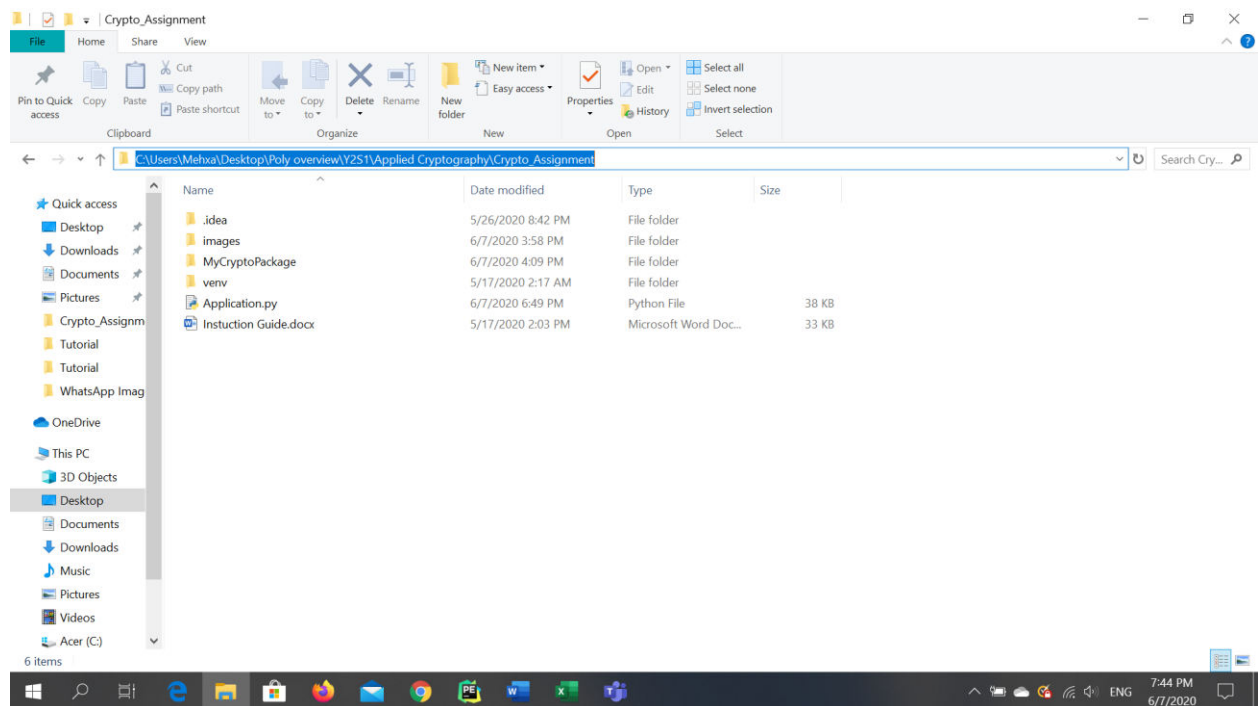 Crypto_Assignment
File Home Share View
Pin to Quick access
Copy
Paste
Cut
Copy path
Paste shortcut
Clipboard
Move to
Copy to
Delete
Rename
Organize
New folder
New item
Easy access
New
Properties
Open
Edit
History
Open
Select all
Select none
Invert selection
Select
C:\Users\Mehxa\Desktop\Poly overview\Y2S1\Applied Cryptography\Crypto_Assignment
Search Cry...
Quick access
Desktop
Downloads
Documents
Pictures
Crypto_Assignm
Tutorial
Tutorial
WhatsApp Imag
OneDrive
This PC
3D Objects
Desktop
Documents
Downloads
Music
Pictures
Videos
Acer (C:)
Name Date modified Type Size
.idea 5/26/2020 8:42 PM File folder
images 6/7/2020 3:58 PM File folder
MyCryptoPackage 6/7/2020 4:09 PM File folder
venv 5/17/2020 2:17 AM File folder
Application.py 6/7/2020 6:49 PM Python File 38 KB
Instuction Guide.docx 5/17/2020 2:03 PM Microsoft Word Doc... 33 KB
6 items
ENG
7:44 PM
6/7/2020